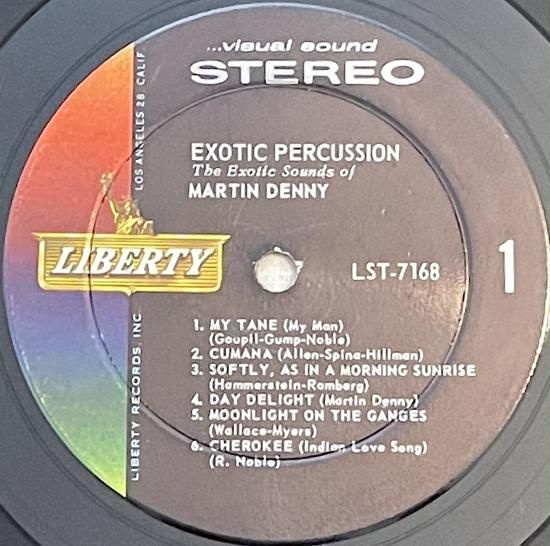 ...visual sound
STEREO
EXOTIC PERCUSSION
The Exotic Sounds of
MARTIN DENNY
LIBERTY
LST-7168
1
1. MY TANE (My Man)
(Goupil-Gump-Noble)
2. CUMANA (Allen-Spina-Hillman)
3. SOFTLY, AS IN A MORNING SUNRISE
(Hammerstein-Romberg)
4. DAY DELIGHT (Martin Denny)
5. MOONLIGHT ON THE GANGES
(Wallace-Myers)
6. CHEROKEE (Indian Love Song)
(R. Noble)
LIBERTY RECORDS, INC.
LOS ANGELES 28, CALIF.